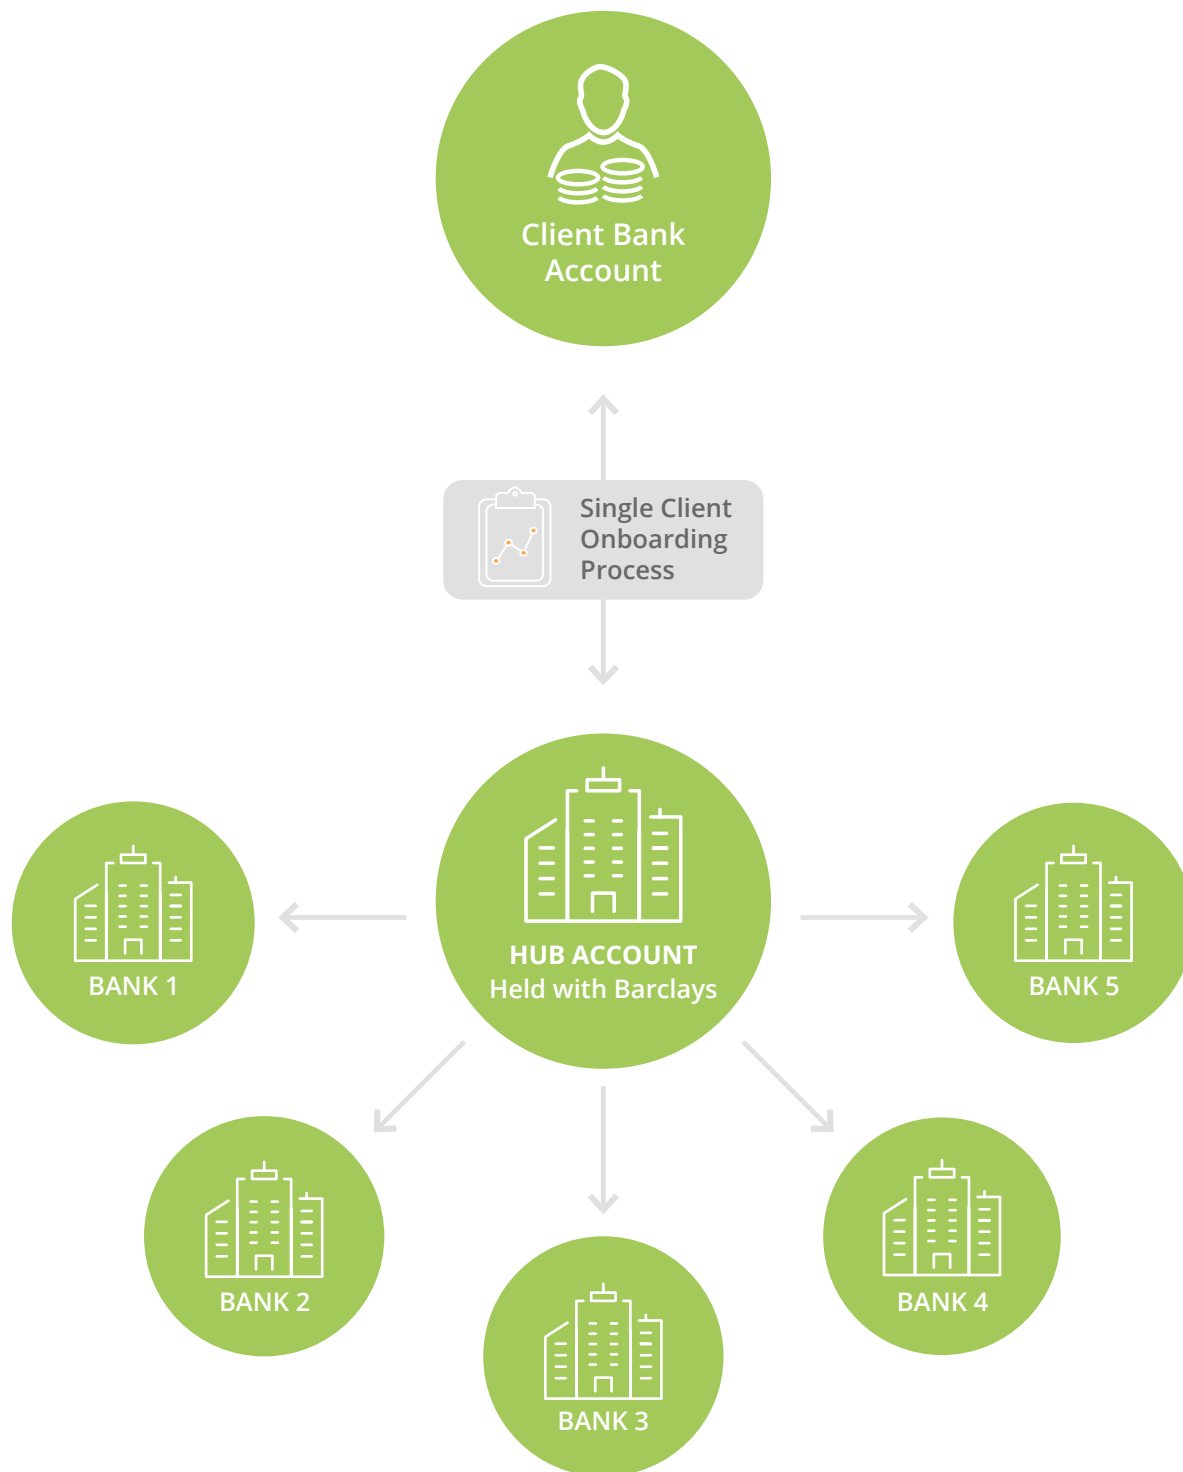 Client Bank
Account
Single Client
Onboarding
Process
HUB ACCOUNT
Held with Barclays
BANK 1
BANK 5
BANK 2
BANK 4
BANK 3